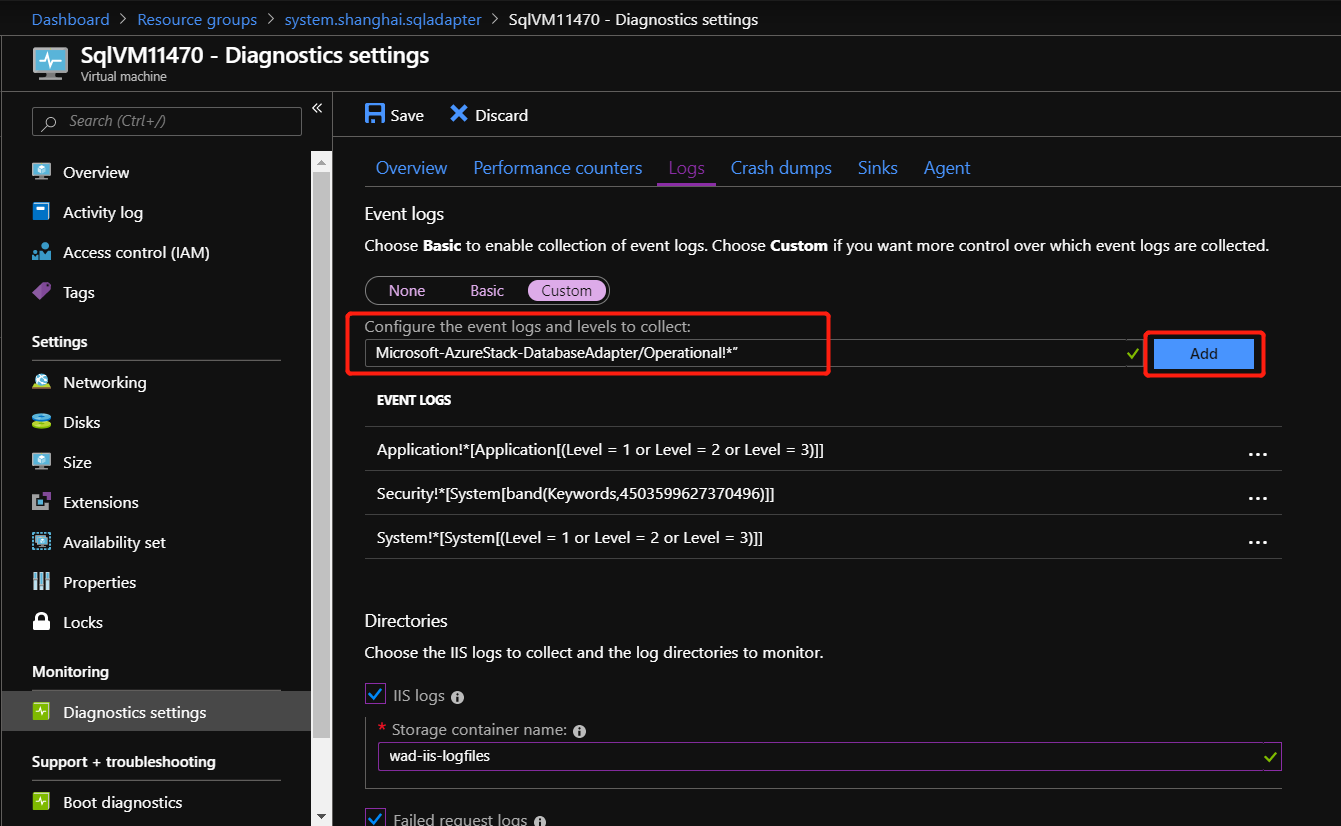 Dashboard > Resource groups > system.shanghai.sqladapter > SqlVM11470 - Diagnostics settings
SqlVM11470 - Diagnostics settings
Virtual machine
Search (Ctrl+/)
«
Overview
Activity log
Access control (IAM)
Tags
Settings
Networking
Disks
Size
Extensions
Availability set
Properties
Locks
Monitoring
Diagnostics settings
Support + troubleshooting
Boot diagnostics
Save Discard
Overview Performance counters Logs Crash dumps Sinks Agent
Event logs
Choose Basic to enable collection of event logs. Choose Custom if you want more control over which event logs are collected.
None Basic Custom
Configure the event logs and levels to collect:
Microsoft-AzureStack-DatabaseAdapter/Operational!*”
Add
EVENT LOGS
Application!*[Application[(Level = 1 or Level = 2 or Level = 3)]] ...
Security!*[System[band(Keywords,4503599627370496)]] ...
System!*[System[(Level = 1 or Level = 2 or Level = 3)]] ...
Directories
Choose the IIS logs to collect and the log directories to monitor.
IIS logs
* Storage container name:
wad-iis-logfiles
Failed request logs